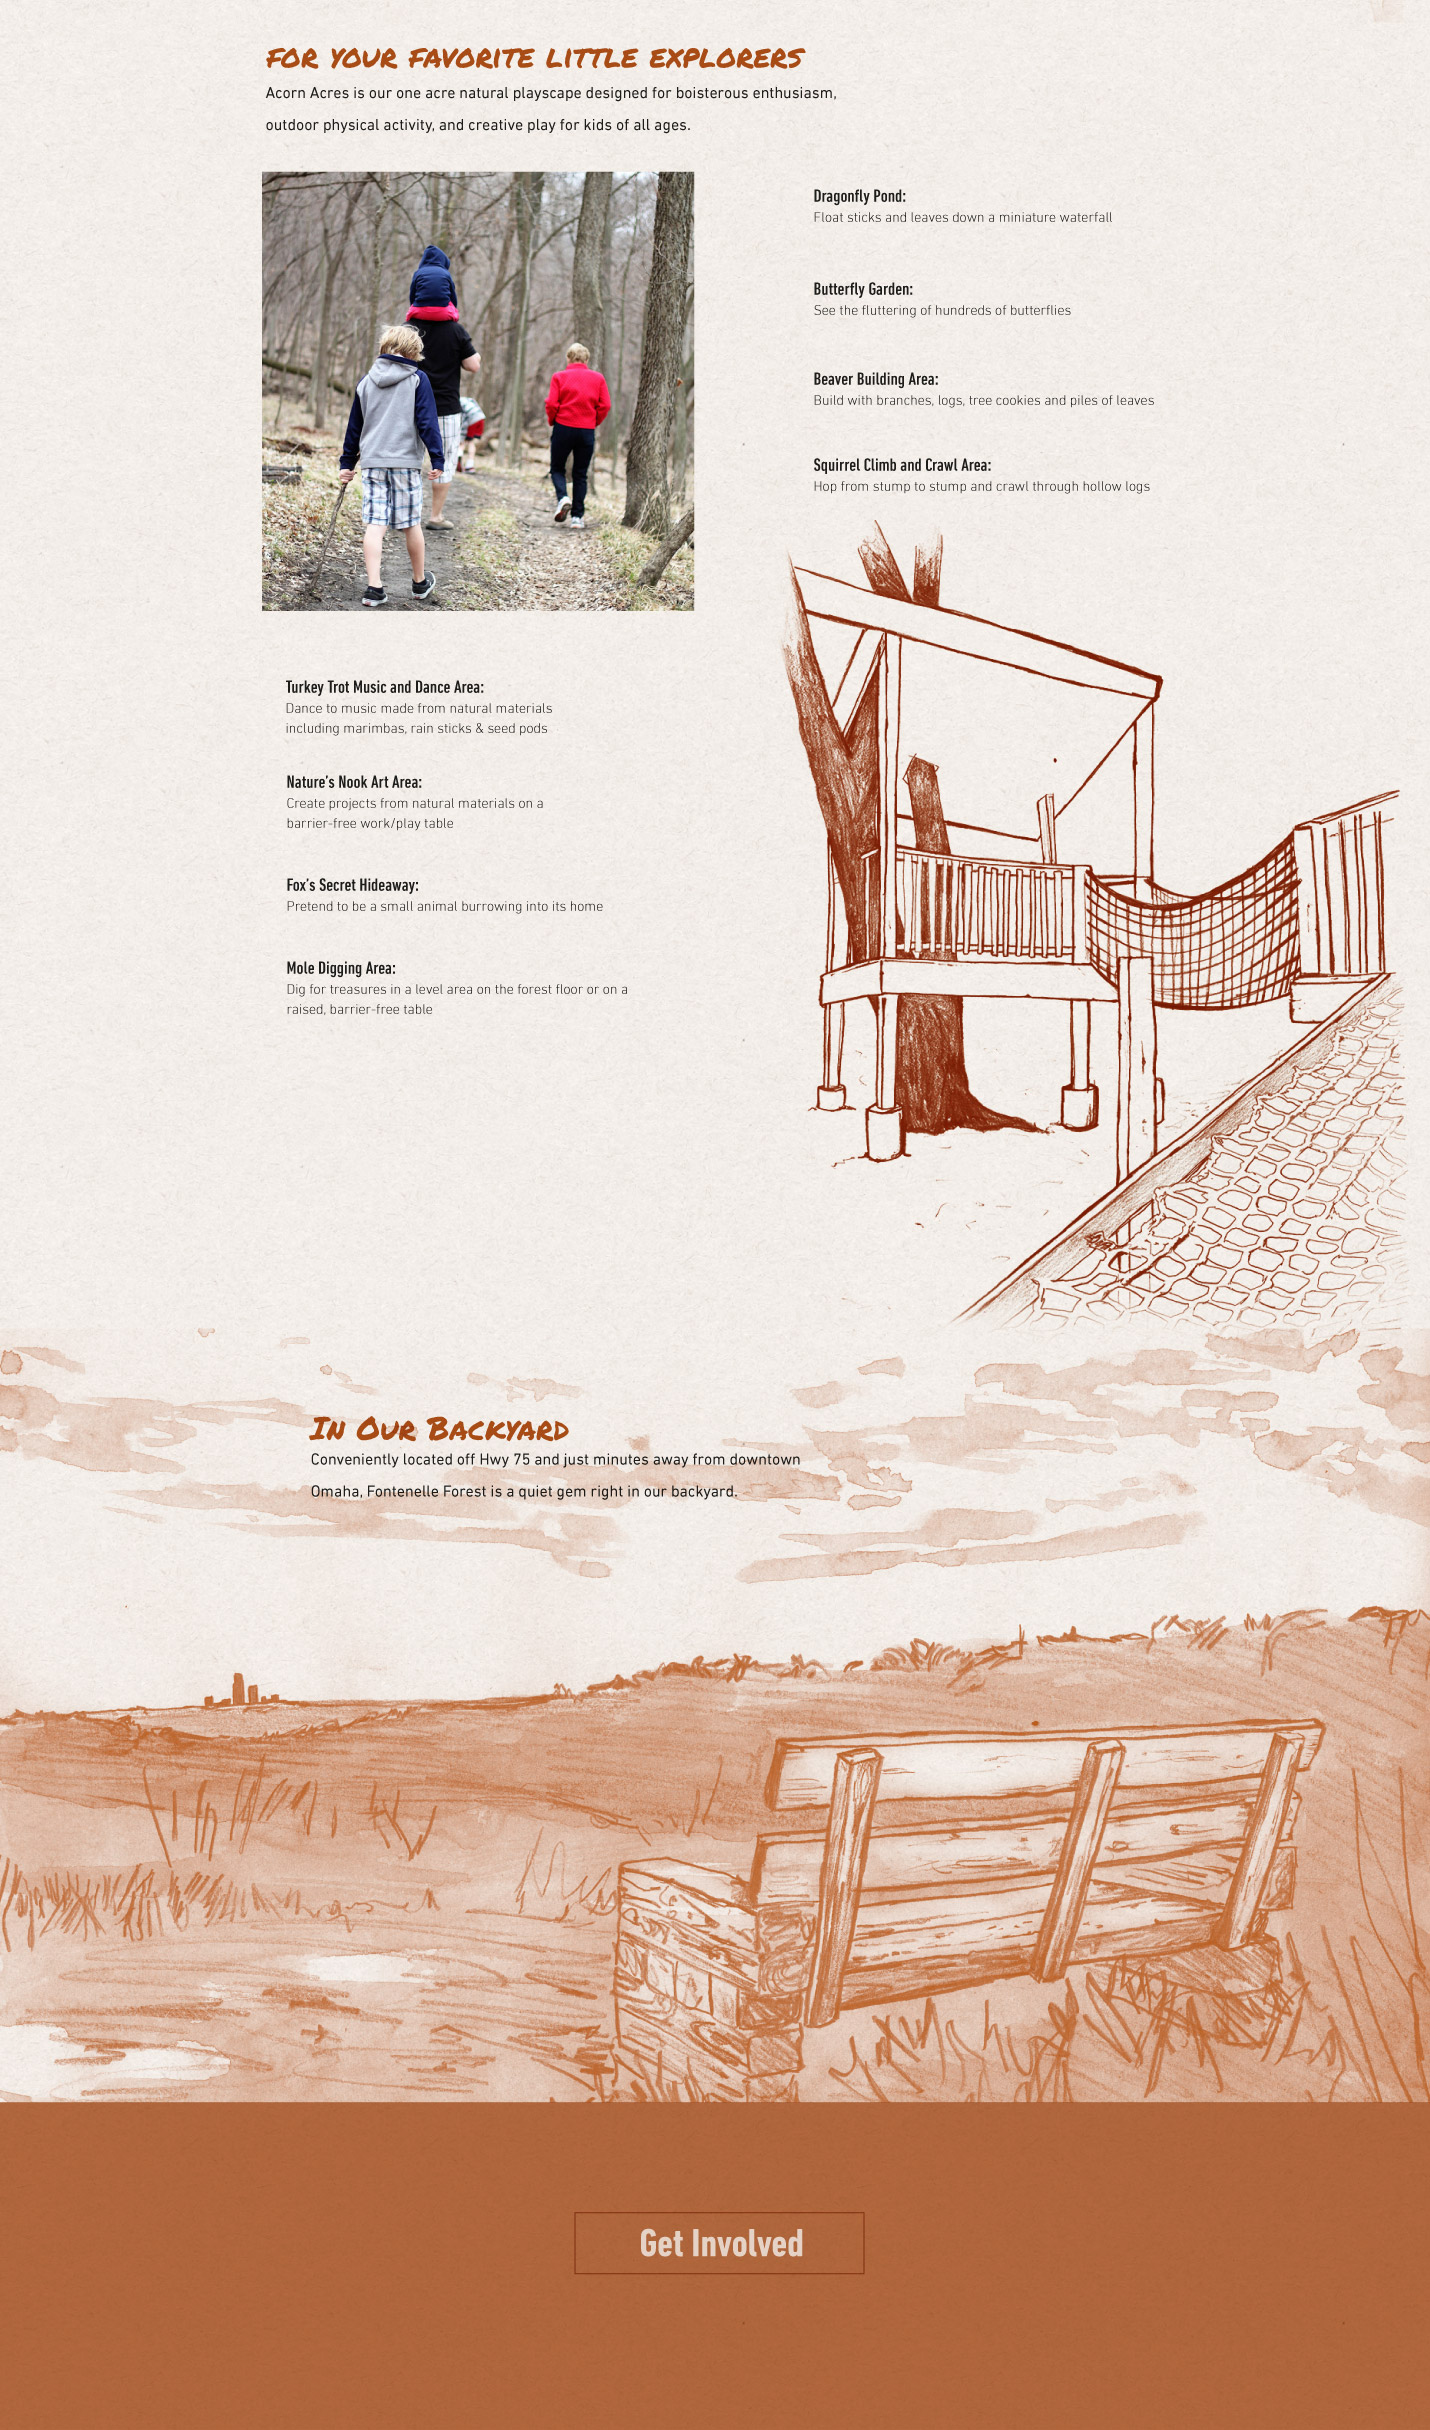 FOR YOUR FAVORITE LITTLE EXPLORERS
Acorn Acres is our one acre natural playscape designed for boisterous enthusiasm,
outdoor physical activity, and creative play for kids of all ages.
Dragonfly Pond:
Float sticks and leaves down a miniature waterfall
Butterfly Garden:
See the fluttering of hundreds of butterflies
Beaver Building Area:
Build with branches, logs, tree cookies and piles of leaves
Squirrel Climb and Crawl Area:
Hop from stump to stump and crawl through hollow logs
Turkey Trot Music and Dance Area:
Dance to music made from natural materials
including marimbas, rain sticks & seed pods
Nature's Nook Art Area:
Create projects from natural materials on a
barrier-free work/play table
Fox's Secret Hideaway:
Pretend to be a small animal burrowing into its home
Mole Digging Area:
Dig for treasures in a level area on the forest floor or on a
raised, barrier-free table
In Our Backyard
Conveniently located off Hwy 75 and just minutes away from downtown
Omaha, Fontenelle Forest is a quiet gem right in our backyard.
Get Involved